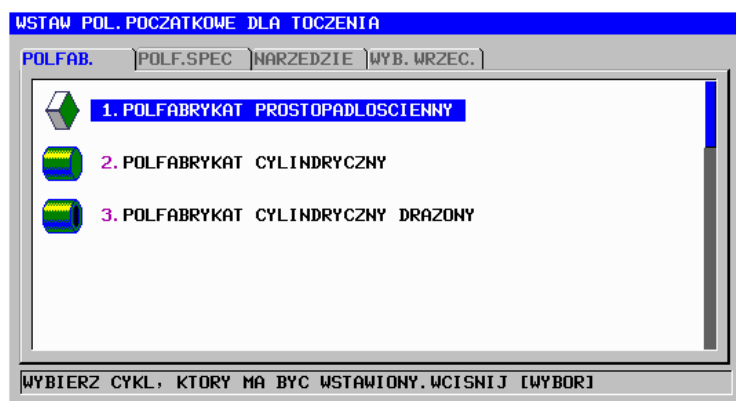 WSTAW POL.POCZATKOWE DLA TOCZENIA
POLFAB. POLF.SPEC NARZEDZIE WYB.WRZEC.
1.POLFABRYKAT PROSTOPADLOSCIENNY
2.POLFABRYKAT CYLINDRYCZNY
3.POLFABRYKAT CYLINDRYCZNY DRAZONY
WYBIERZ CYKL, KTORY MA BYC WSTAWIONY.WCISNIJ [WYBOR]